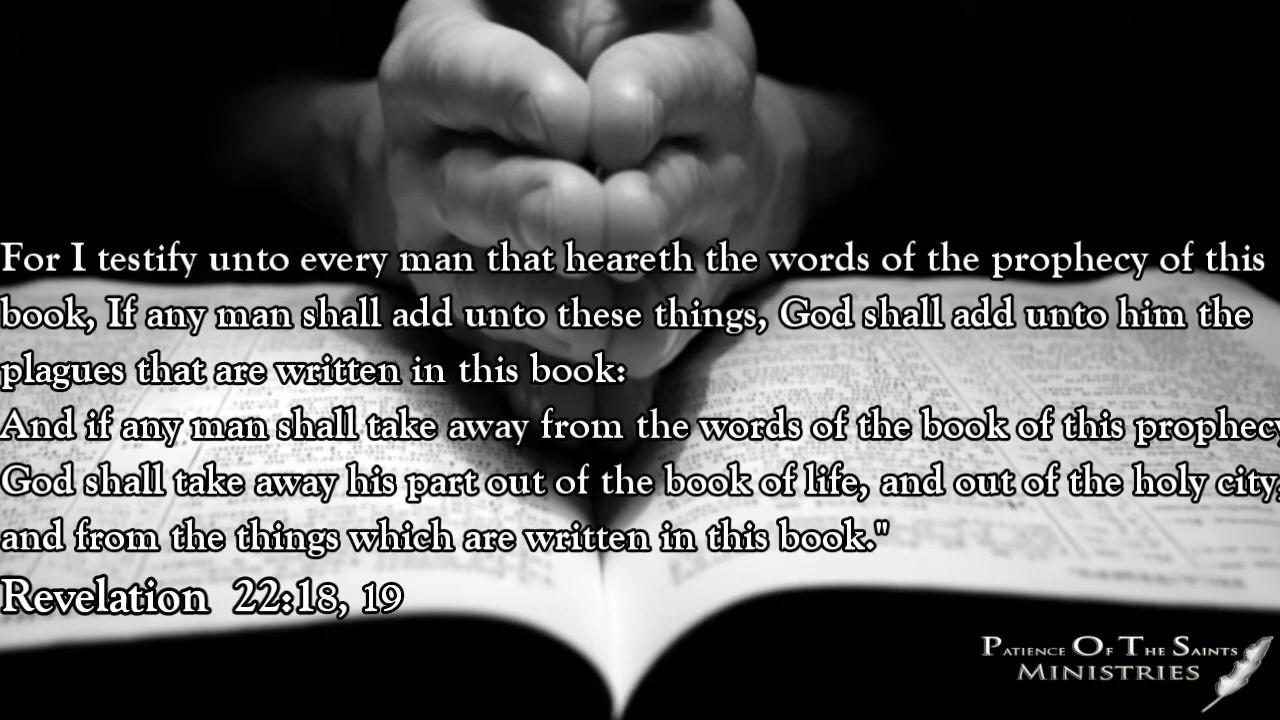 For I testify unto every man that heareth the words of the prophecy of this
book, If any man shall add unto these things, God shall add unto him the
plagues that are written in this book:
And if any man shall take away from the words of the book of this prophecy
God shall take away his part out of the book of life, and out of the holy city,
and from the things which are written in this book."
Revelation 22:18, 19
Patience Of The Saints
Ministries